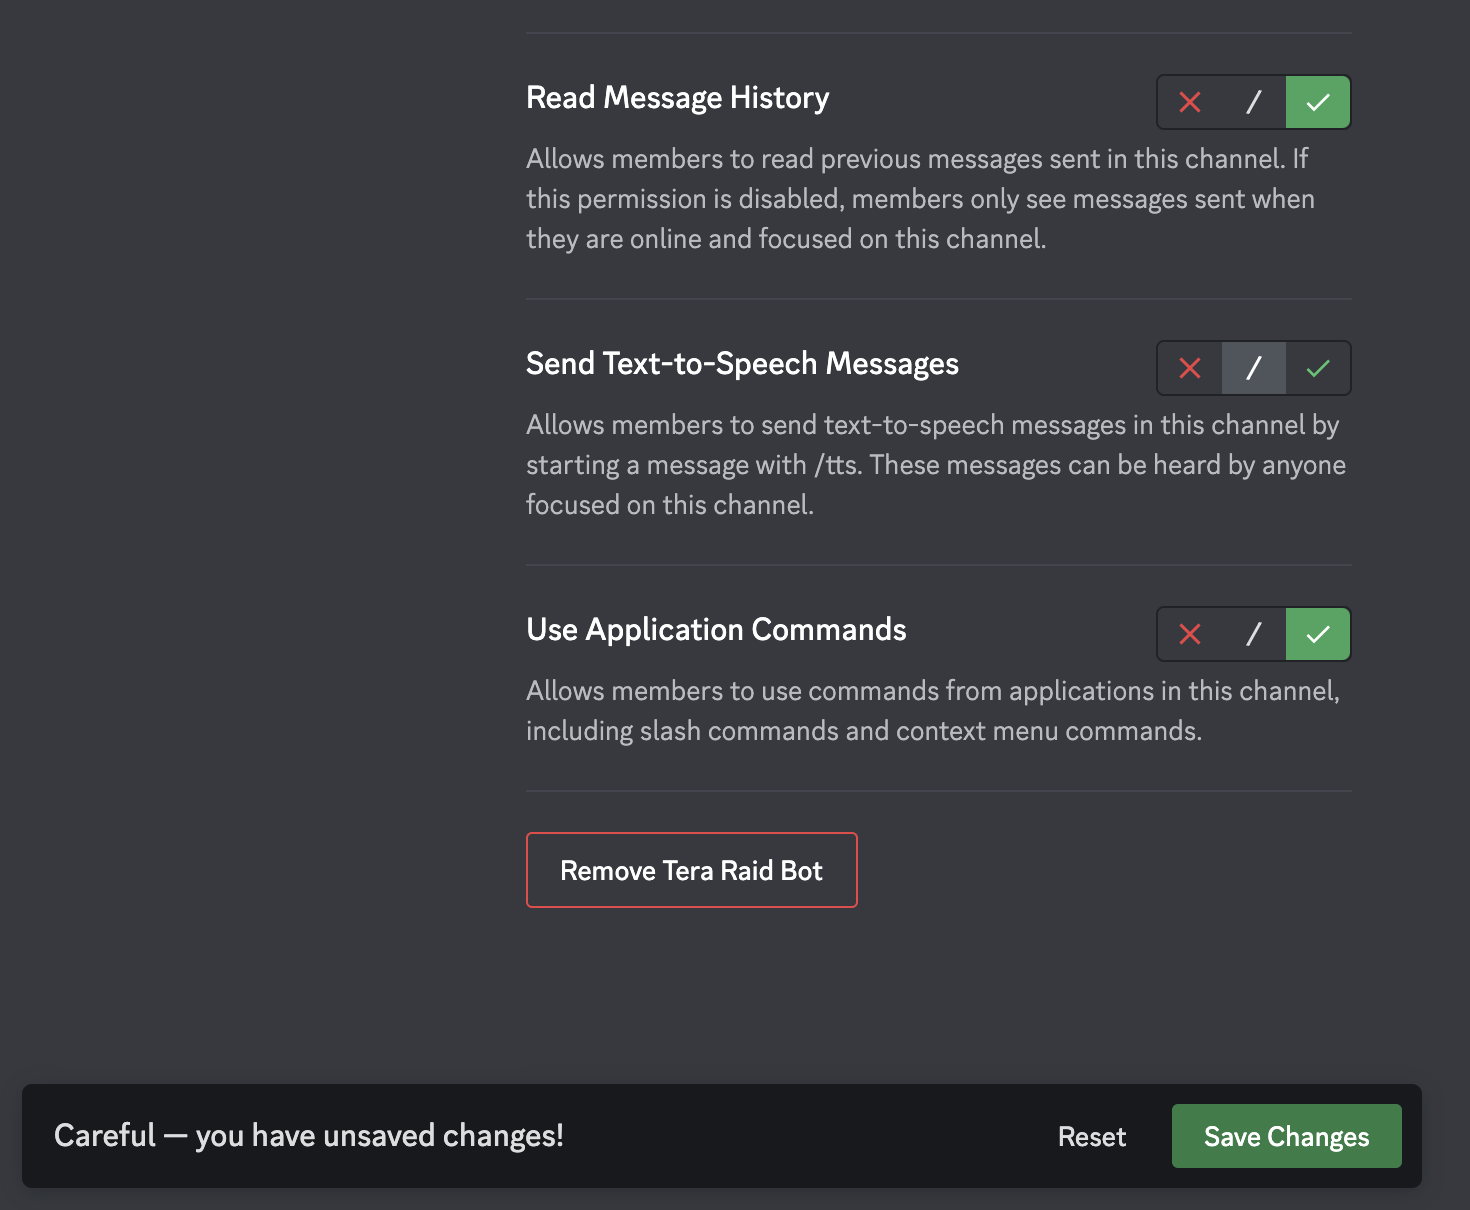 Read Message History
Allows members to read previous messages sent in this channel. If
this permission is disabled, members only see messages sent when
they are online and focused on this channel.
Send Text-to-Speech Messages
Allows members to send text-to-speech messages in this channel by
starting a message with /tts. These messages can be heard by anyone
focused on this channel.
Use Application Commands
Allows members to use commands from applications in this channel,
including slash commands and context menu commands.
Remove Tera Raid Bot
Careful — you have unsaved changes!
Reset
Save Changes